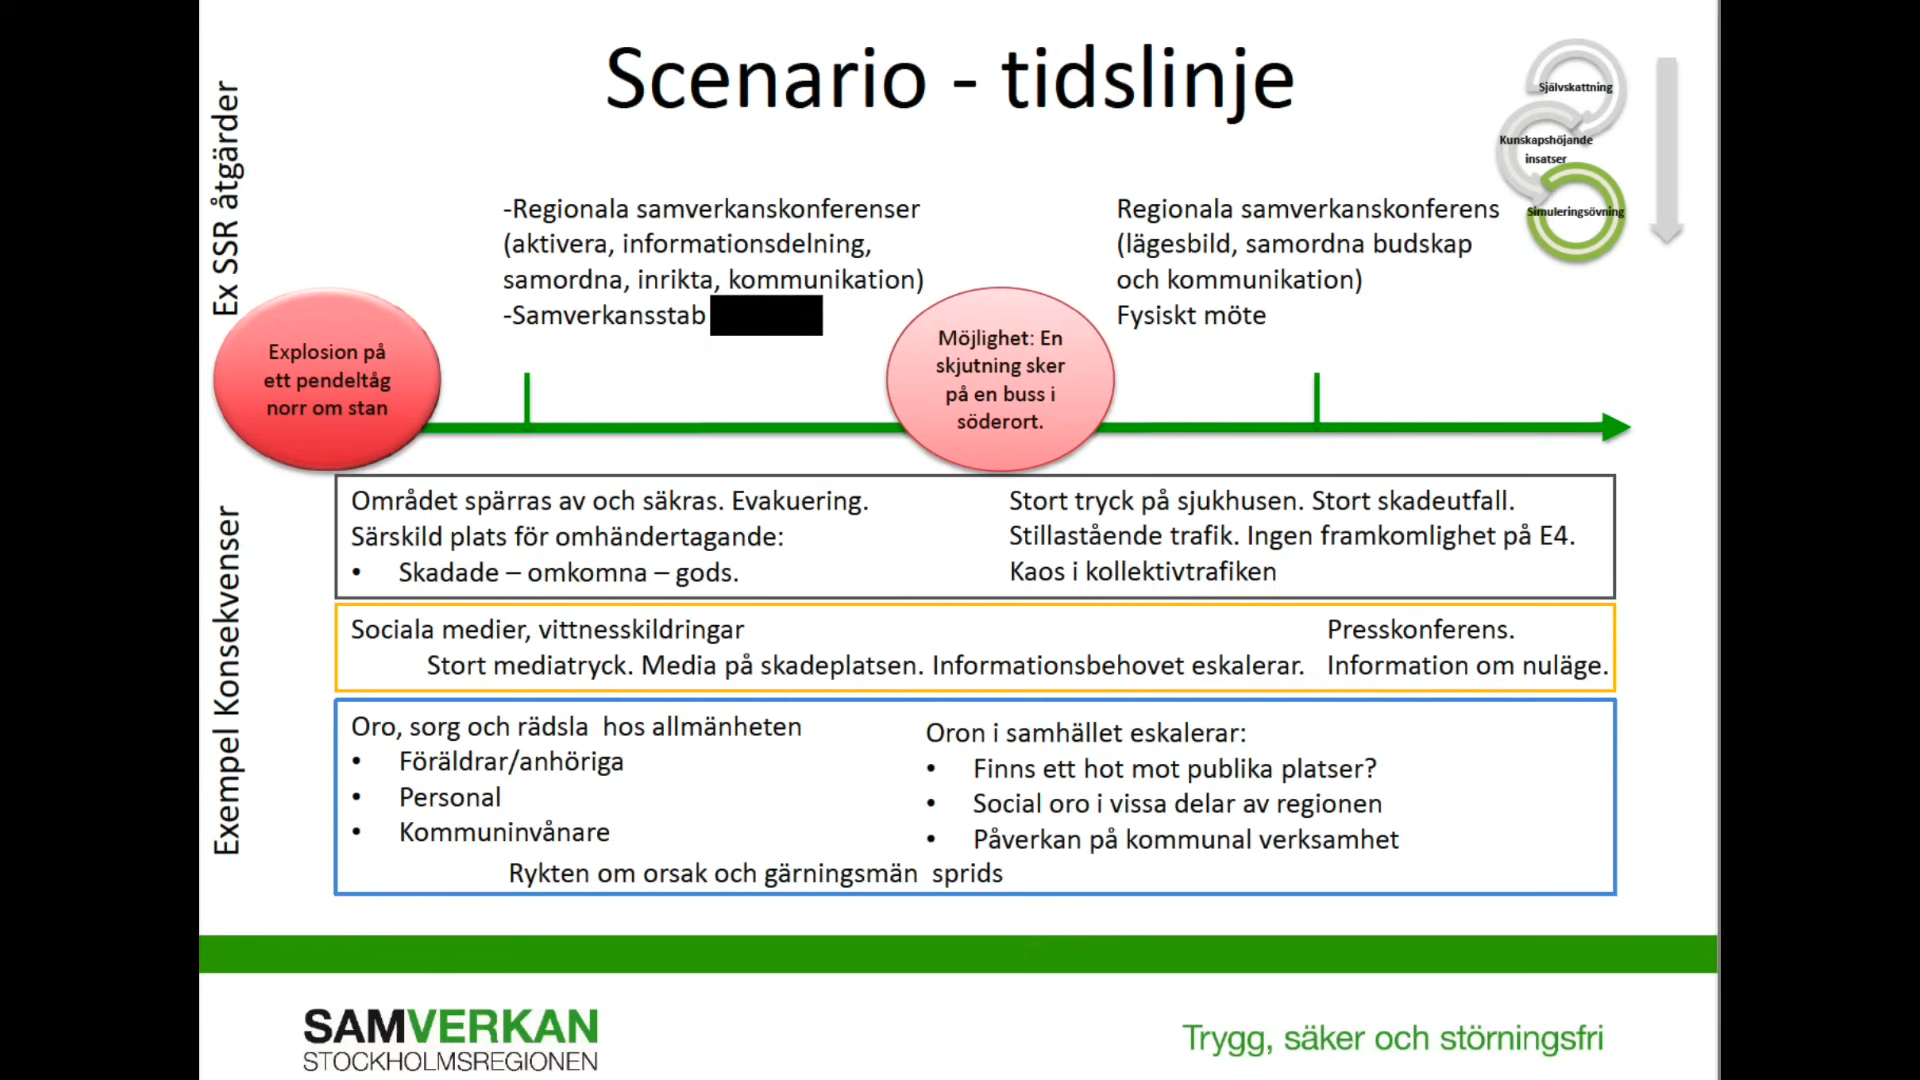 Scenario - tidslinje
Självskattning
Kunskapshöjande
insatser
Simuleringsövning
Ex SSR åtgärder
-Regionala samverkanskonferenser
(aktivera, informationsdelning,
samordna, inrikta, kommunikation)
-Samverkansstab
Regionala samverkanskonferens
(lägesbild, samordna budskap
och kommunikation)
Fysiskt möte
Explosion på
ett pendeltåg
norr om stan
Möjlighet: En
skjutning sker
på en buss i
söderort.
Exempel Konsekvenser
Området spärras av och säkras. Evakuering.
Särskild plats för omhändertagande:
• Skadade – omkomna – gods.
Stort tryck på sjukhusen. Stort skadeutfall.
Stillastående trafik. Ingen framkomlighet på E4.
Kaos i kollektivtrafiken
Sociala medier, vittnesskildringar
Stort mediatryck. Media på skadeplatsen. Informationsbehovet eskalerar.
Presskonferens.
Information om nuläge.
Oro, sorg och rädsla hos allmänheten
• Föräldrar/anhöriga
• Personal
• Kommuninvånare
Oron i samhället eskalerar:
• Finns ett hot mot publika platser?
• Social oro i vissa delar av regionen
• Påverkan på kommunal verksamhet
Rykten om orsak och gärningsmän sprids
SAMVERKAN
STOCKHOLMSREGIONEN
Trygg, säker och störningsfri